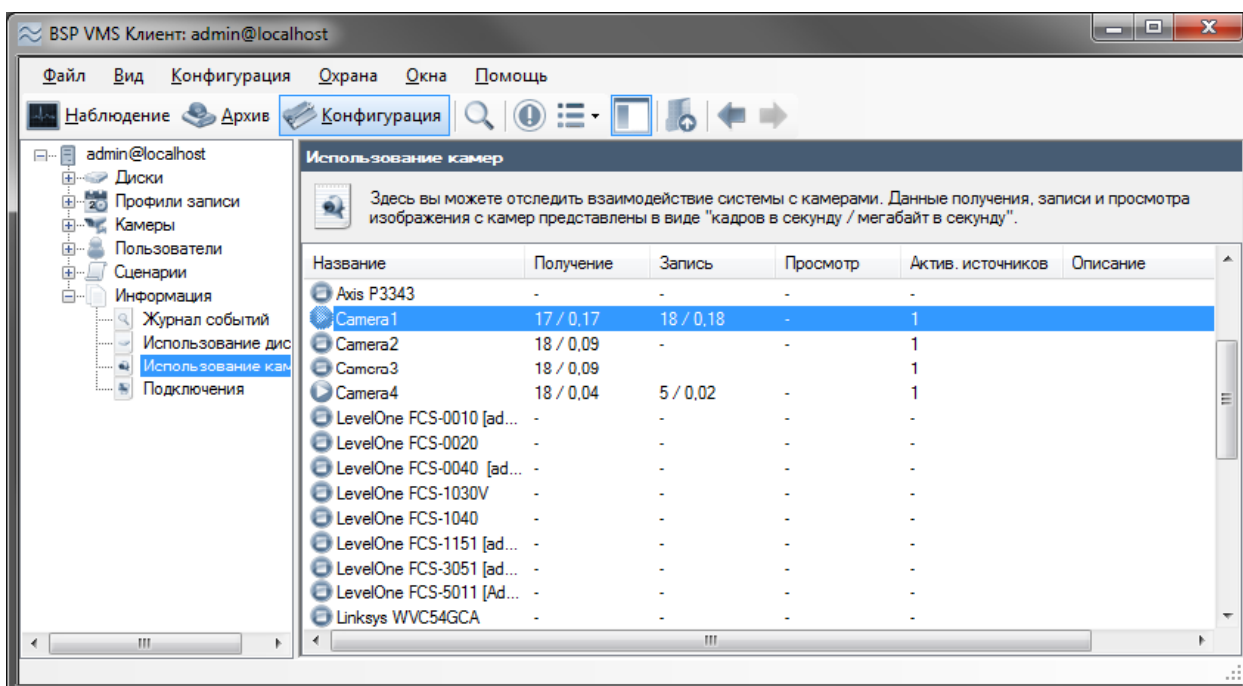 BSP VMS Клиент: admin@localhost
Файл Вид Конфигурация Охрана Окна Помощь
Наблюдение Архив Конфигурация
admin@localhost
Диски
Профили записи
Камеры
Пользователи
Сценарии
Информация
Журнал событий
Использование дис
Использование кам
Подключения
Использование камер
Здесь вы можете отследить взаимодействие системы с камерами. Данные получения, записи и просмотра
изображения с камер представлены в виде "кадров в секунду / мегабайт в секунду".
Название Получение Запись Просмотр Актив. источников Описание
Axis P3343 - - - -
Camera1 17 / 0,17 18 / 0,18 - 1
Camera2 18 / 0,09 - - 1
Camera3 18 / 0,09 1
Camera4 18 / 0,04 5 / 0,02 - 1
LevelOne FCS-0010 [ad... - - - -
LevelOne FCS-0020 - - - -
LevelOne FCS-0040 [ad... - - - -
LevelOne FCS-1030V - - - -
LevelOne FCS-1040 - - - -
LevelOne FCS-1151 [ad... - - - -
LevelOne FCS-3051 [ad... - - - -
LevelOne FCS-5011 [Ad... - - - -
Linksys WVC54GCA - - - -